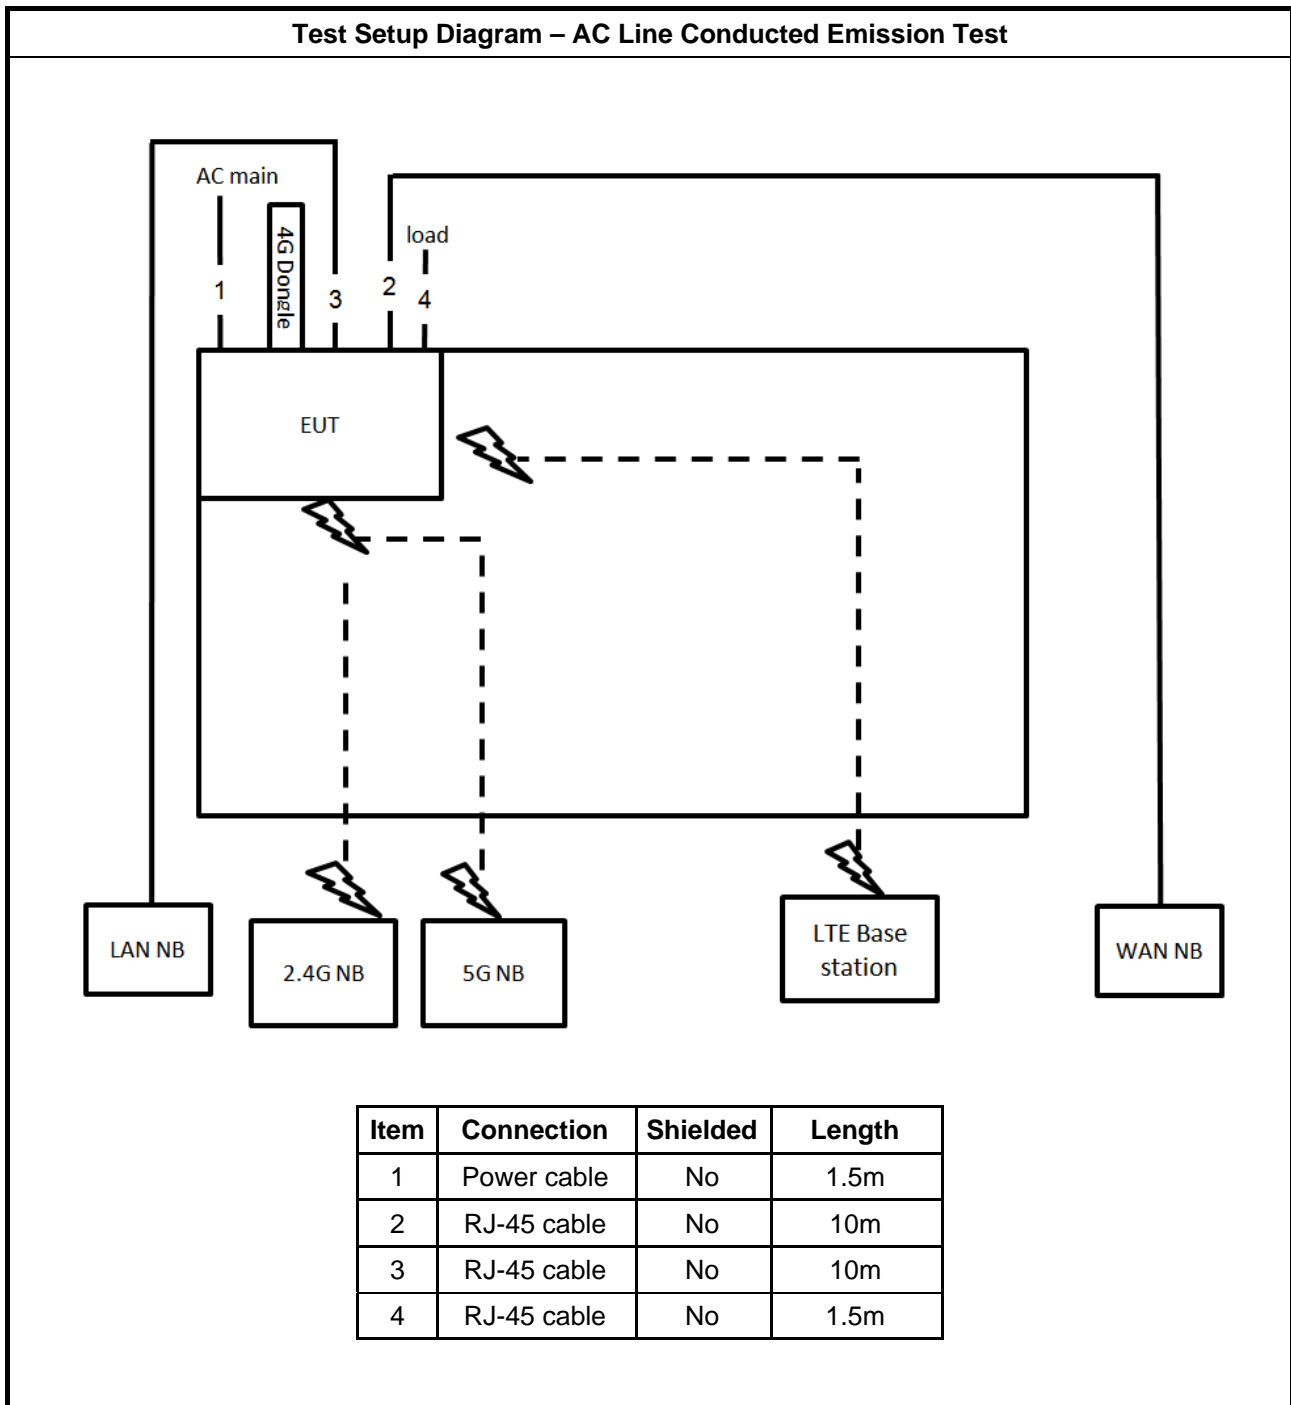 Test Setup Diagram – AC Line Conducted Emission Test
AC main
4G Dongle
load
1
3
2
4
EUT
LAN NB
2.4G NB
5G NB
LTE Base
station
WAN NB
Item Connection Shielded Length
1 Power cable No 1.5m
2 RJ-45 cable No 10m
3 RJ-45 cable No 10m
4 RJ-45 cable No 1.5m